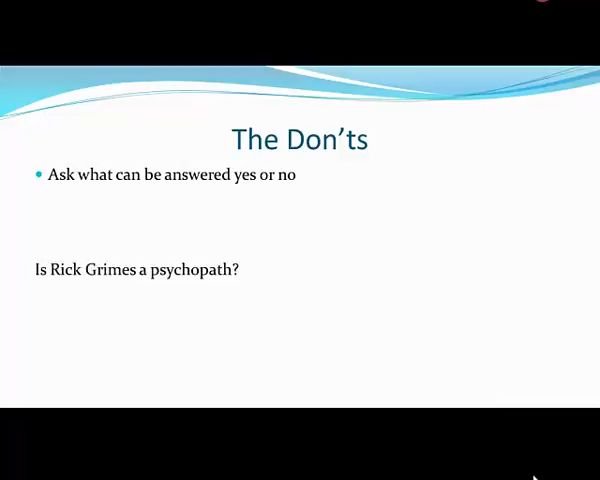 The Don'ts
Ask what can be answered yes or no
Is Rick Grimes a psychopath?